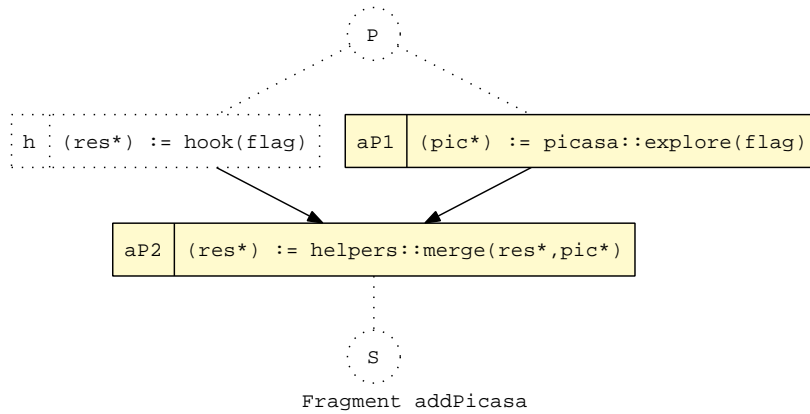 P
h (res*) := hook(flag)
aP1 (pic*) := picasa::explore(flag)
aP2 (res*) := helpers::merge(res*,pic*)
S
Fragment addPicasa